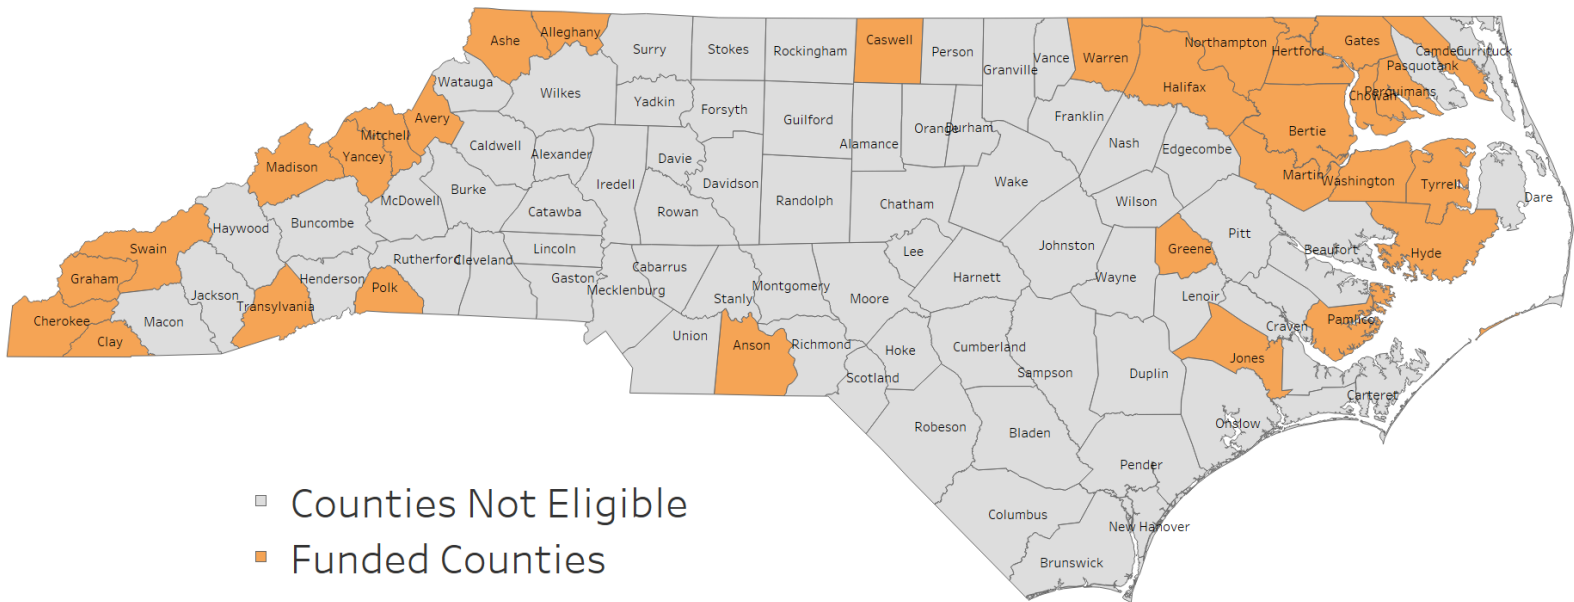 Ashe
Alleghany
Surry
Stokes
Rockingham
Caswell
Person
Granville
Vance
Warren
Northampton
Hertford
Gates
Camden
Currituck
Pasquotank
Perquimans
Chowan
Watauga
Wilkes
Yadkin
Forsyth
Guilford
Alamance
Orange
Durham
Franklin
Halifax
Bertie
Avery
Mitchell
Yancey
Madison
Caldwell
Alexander
Davie
Iredell
Davidson
Randolph
Chatham
Wake
Nash
Edgecombe
Martin
Washington
Tyrrell
Dare
McDowell
Burke
Catawba
Rowan
Wilson
Swain
Haywood
Buncombe
Rutherford
Cleveland
Lincoln
Gaston
Mecklenburg
Cabarrus
Stanly
Montgomery
Moore
Lee
Harnett
Johnston
Wayne
Greene
Pitt
Beaufort
Hyde
Graham
Cherokee
Clay
Macon
Jackson
Transylvania
Henderson
Polk
Union
Anson
Richmond
Scotland
Hoke
Cumberland
Sampson
Duplin
Lenoir
Craven
Pamlico
Jones
Carteret
Onslow
Robeson
Bladen
Pender
Columbus
New Hanover
Brunswick
Counties Not Eligible
Funded Counties